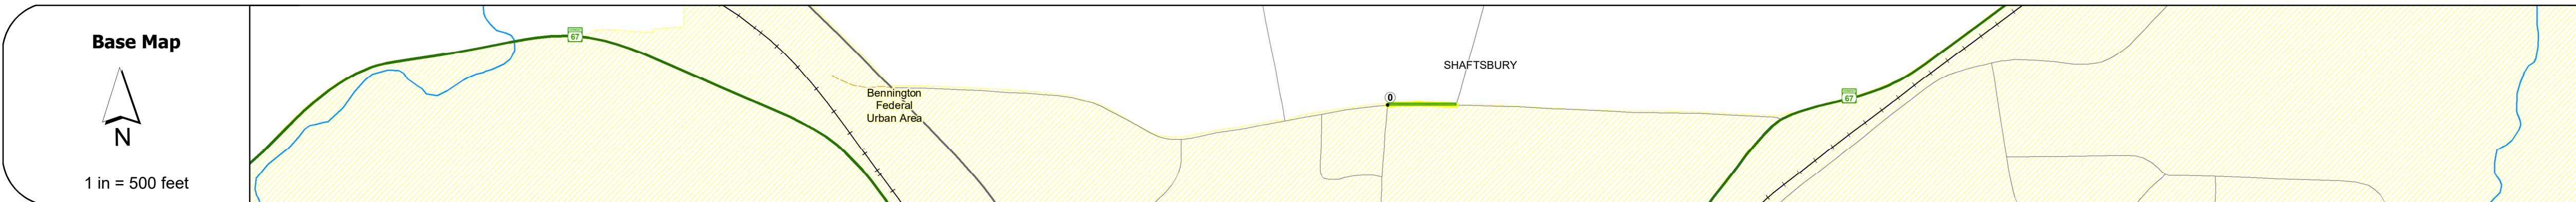 Base Map
N
1 in = 500 feet
67
Bennington
Federal
Urban Area
0
SHAFTSBURY
67